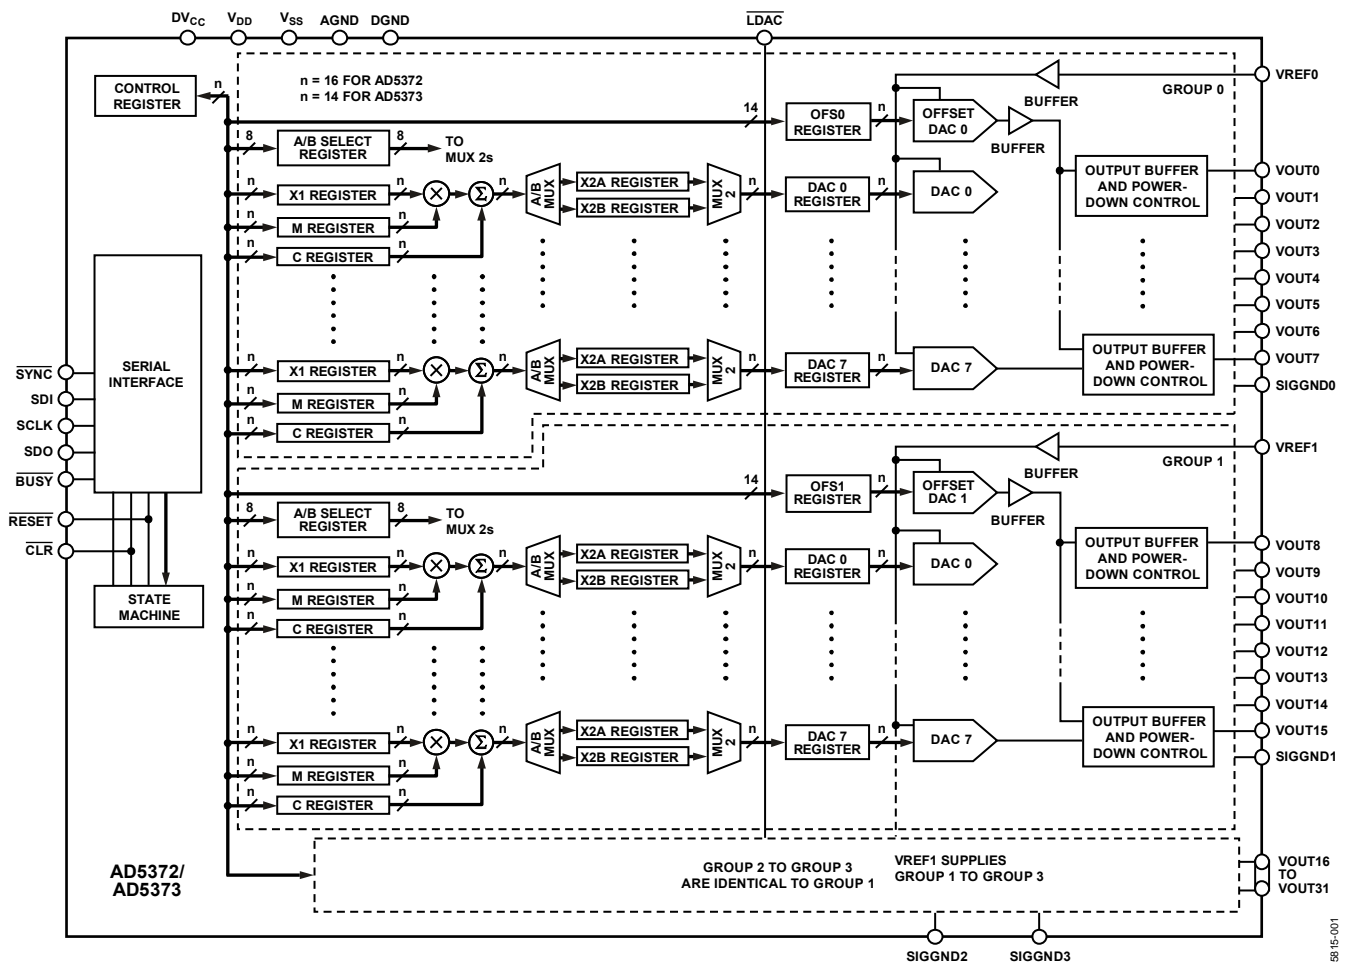 DVCC VDD VSS AGND DGND LDAC
CONTROL
REGISTER
n
n = 16 FOR AD5372
n = 14 FOR AD5373
8
A/B SELECT
REGISTER
8
TO
MUX 2s
n
X1 REGISTER
n
n
M REGISTER
n
n
C REGISTER
n
×
Σ
n
A/B
MUX
X2A REGISTER
X2B REGISTER
MUX
2
n
DAC 0
REGISTER
n
DAC 0
14
OFS0
REGISTER
n
OFFSET
DAC 0
BUFFER
BUFFER
GROUP 0
OUTPUT BUFFER
AND POWER-
DOWN CONTROL
n
X1 REGISTER
n
n
M REGISTER
n
n
C REGISTER
n
×
Σ
n
A/B
MUX
X2A REGISTER
X2B REGISTER
MUX
2
n
DAC 7
REGISTER
n
DAC 7
OUTPUT BUFFER
AND POWER-
DOWN CONTROL
VREF0
VOUT0
VOUT1
VOUT2
VOUT3
VOUT4
VOUT5
VOUT6
VOUT7
SIGGND0
SERIAL
INTERFACE
SYNC
SDI
SCLK
SDO
BUSY
RESET
CLR
STATE
MACHINE
8
A/B SELECT
REGISTER
8
TO
MUX 2s
n
X1 REGISTER
n
n
M REGISTER
n
n
C REGISTER
n
×
Σ
n
A/B
MUX
X2A REGISTER
X2B REGISTER
MUX
2
n
DAC 0
REGISTER
n
DAC 0
14
OFS1
REGISTER
n
OFFSET
DAC 1
BUFFER
BUFFER
GROUP 1
OUTPUT BUFFER
AND POWER-
DOWN CONTROL
n
X1 REGISTER
n
n
M REGISTER
n
n
C REGISTER
n
×
Σ
n
A/B
MUX
X2A REGISTER
X2B REGISTER
MUX
2
n
DAC 7
REGISTER
n
DAC 7
OUTPUT BUFFER
AND POWER-
DOWN CONTROL
VREF1
VOUT8
VOUT9
VOUT10
VOUT11
VOUT12
VOUT13
VOUT14
VOUT15
SIGGND1
AD5372/
AD5373
GROUP 2 TO GROUP 3
ARE IDENTICAL TO GROUP 1
VREF1 SUPPLIES
GROUP 1 TO GROUP 3
VOUT16
TO
VOUT31
SIGGND2
SIGGND3
5815-001